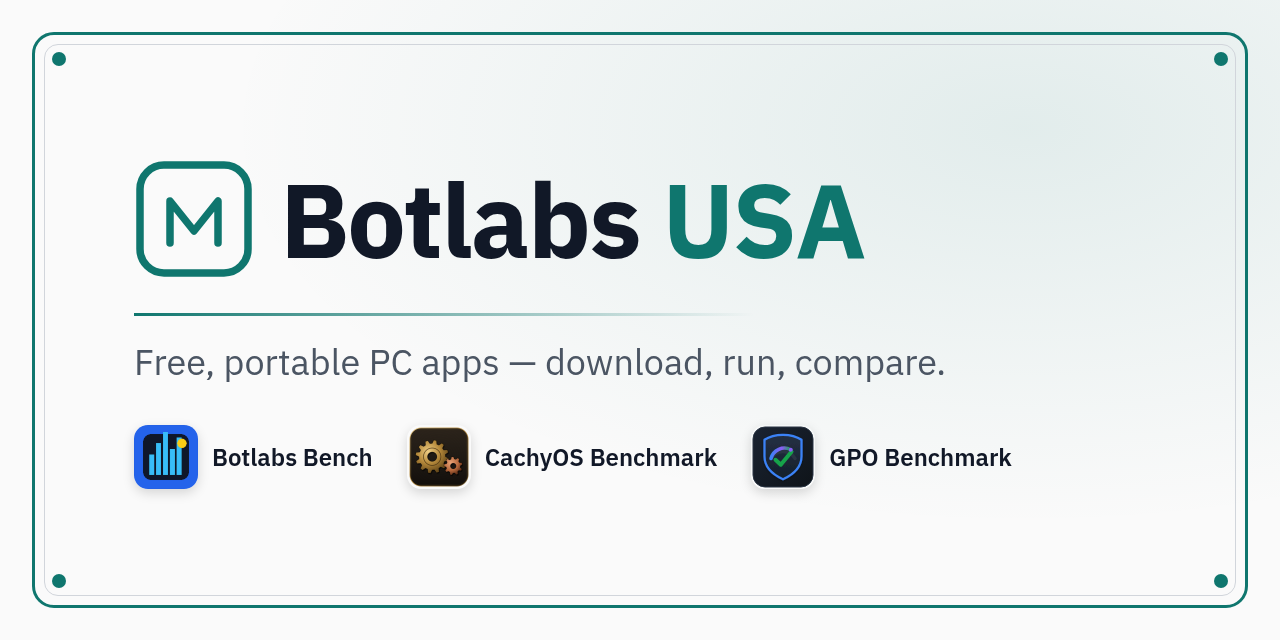 M
Botlabs USA
Free, portable PC apps — download, run, compare.
Botlabs Bench
CachyOS Benchmark
GPO Benchmark